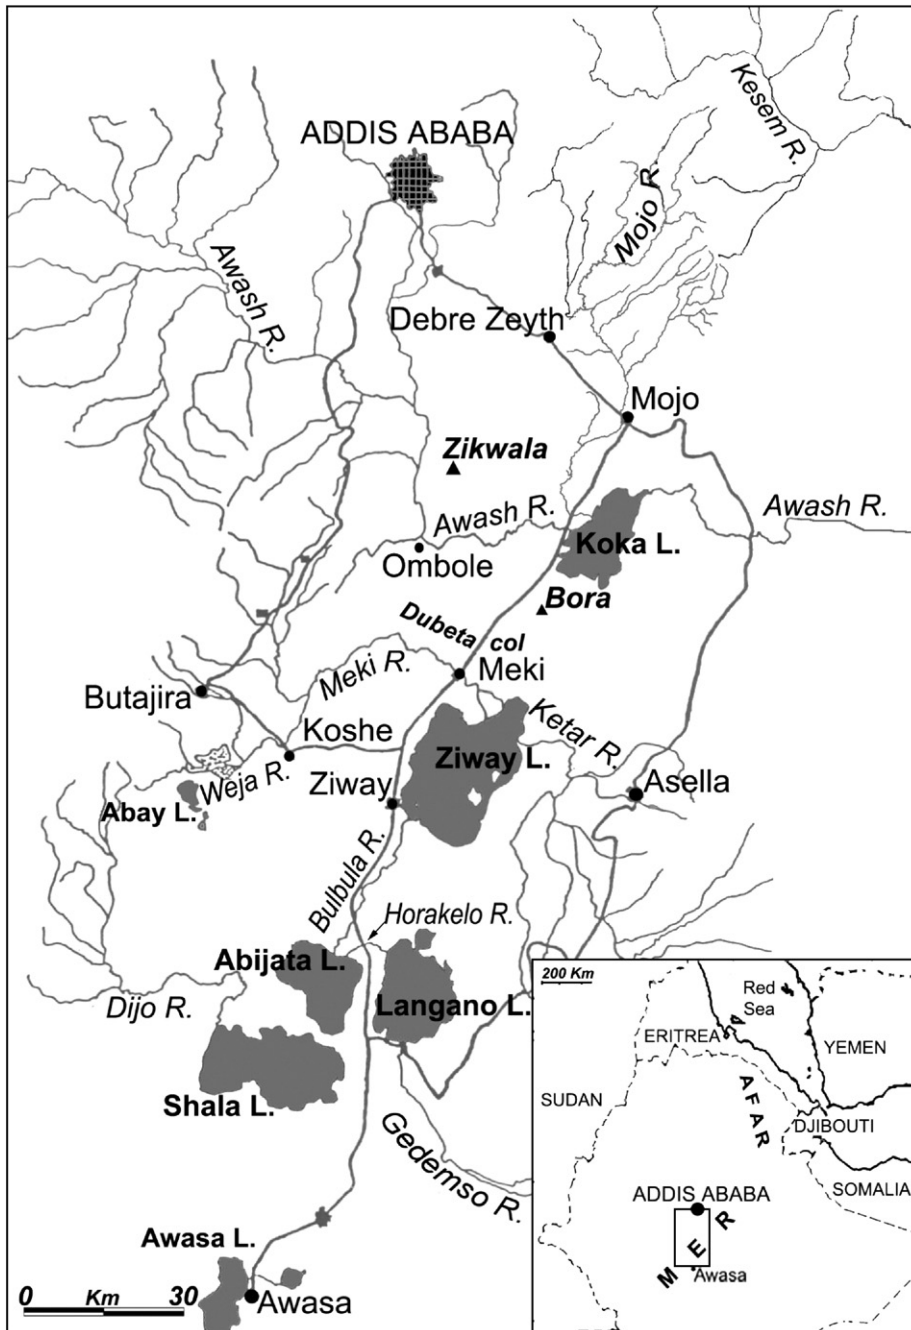 Kesem R.
ADDIS ABABA
Mojo R.
Awash R.
Debre Zeyth
Mojo
Zikwala
Awash R.
Awash R.
Koka L.
Ombole
Bora
Dubeta col
Meki R.
Meki
Butajira
Ketar R.
Koshe
Ziway L.
Weja R.
Ziway
Asella
Abay L.
Bulbula R.
Horakelo R.
Abijata L.
Langano L.
Dijo R.
Shala L.
Gedemso R.
Awasa L.
0 Km 30
Awasa
200 Km
Red
Sea
ERITREA
YEMEN
SUDAN
AFAR
DJIBOUTI
SOMALIA
ADDIS ABABA
MER
Awasa